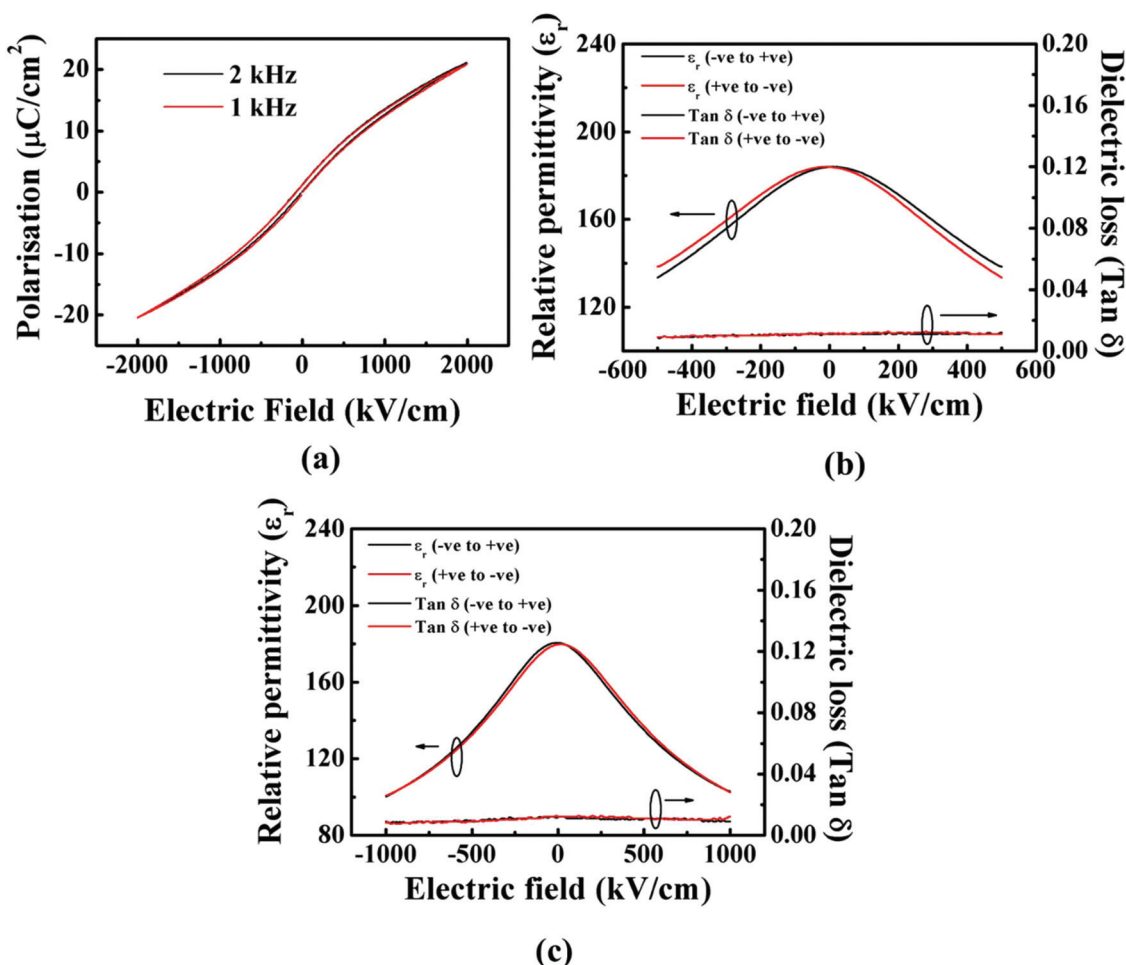 Polarisation (μC/cm²)
20
10
0
-10
-20
2 kHz
1 kHz
-2000 -1000 0 1000 2000
Electric Field (kV/cm)
(a)
Relative permittivity (εr)
240
200
160
120
εr (-ve to +ve)
εr (+ve to -ve)
Tan δ (-ve to +ve)
Tan δ (+ve to -ve)
0.20
0.16
0.12
0.08
0.04
0.00
Dielectric loss (Tan δ)
-600 -400 -200 0 200 400 600
Electric field (kV/cm)
(b)
Relative permittivity (εr)
240
220
200
180
160
140
120
100
80
εr (-ve to +ve)
εr (+ve to -ve)
Tan δ (-ve to +ve)
Tan δ (+ve to -ve)
0.20
0.16
0.12
0.08
0.04
0.00
Dielectric loss (Tan δ)
-1000 -500 0 500 1000
Electric field (kV/cm)
(c)